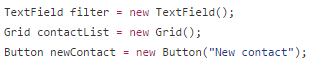 TextField filter = new TextField();
Grid contactList = new Grid();
Button newContact = new Button("New contact");